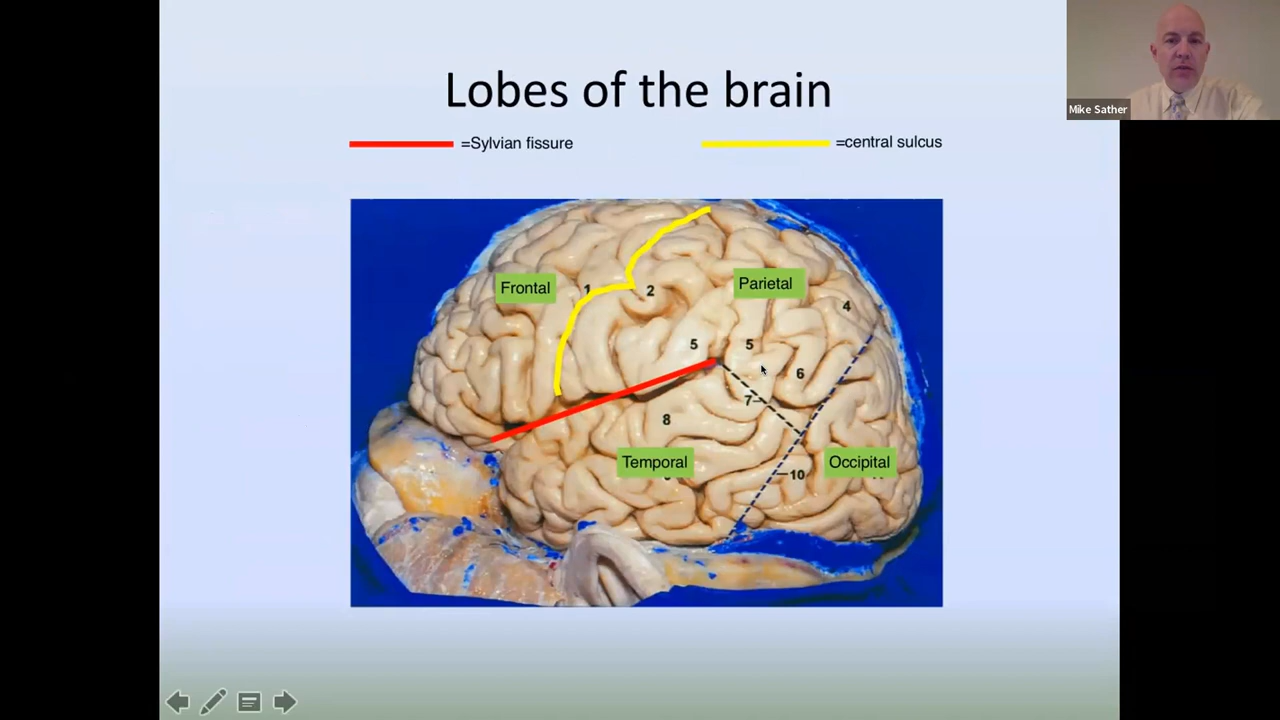 Mike Sather
Lobes of the brain
=Sylvian fissure
=central sulcus
Frontal
1
2
Parietal
4
5
5
6
7
8
Temporal
Occipital
10